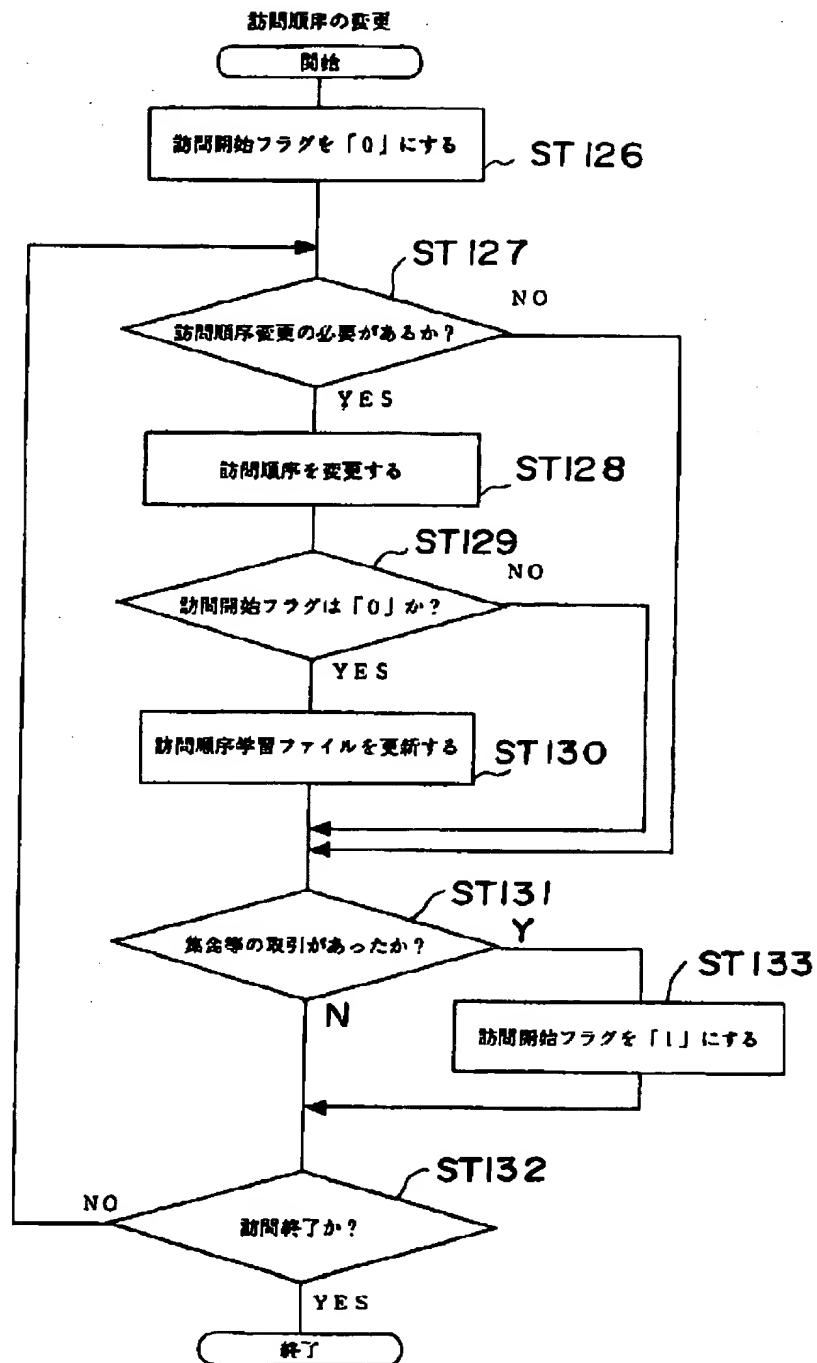 訪問順序の変更
開始
訪問開始フラグを「0」にする
ST126
ST127
NO
訪問順序変更の必要があるか?
YES
訪問順序を変更する
ST128
ST129
NO
訪問開始フラグは「0」か?
YES
訪問順序学習ファイルを更新する
ST130
ST131
Y
集金等の取引があったか?
ST133
N
訪問開始フラグを「1」にする
ST132
NO
訪問終了か?
YES
終了